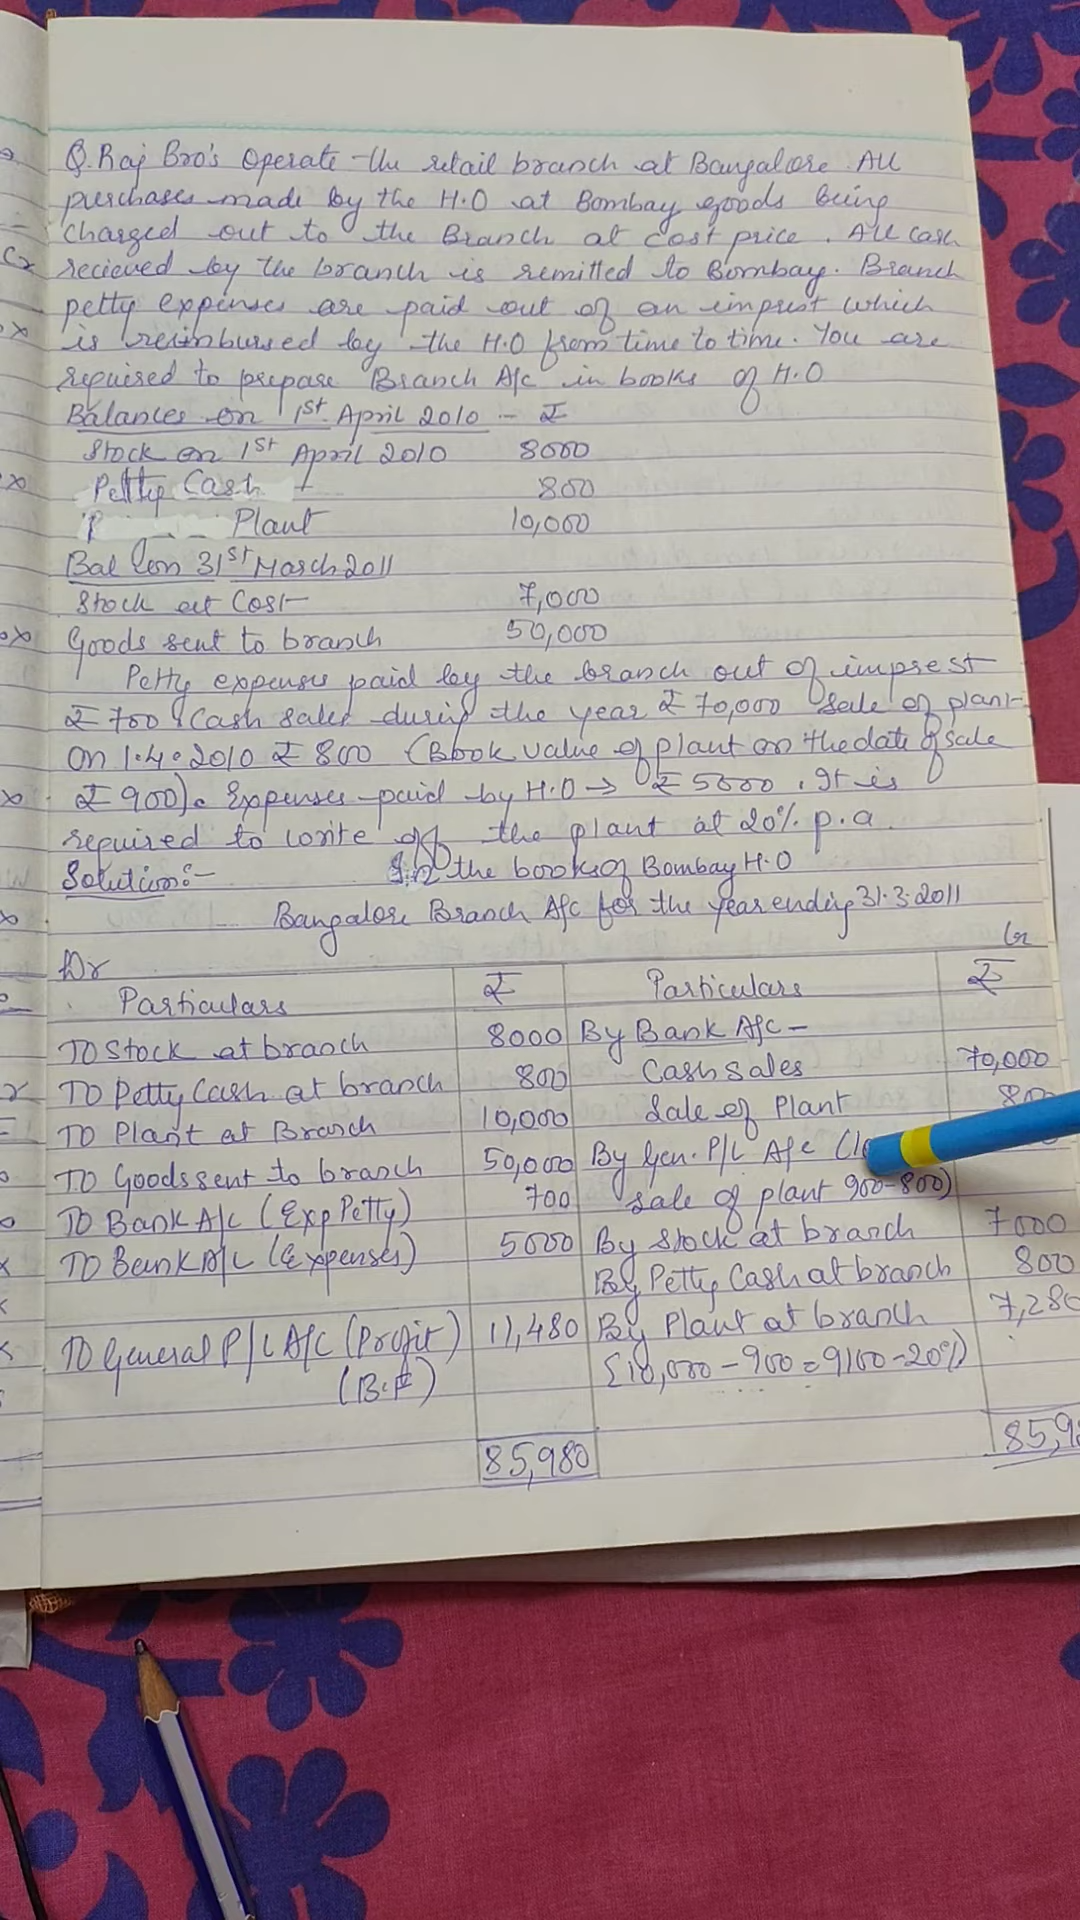 Q. Raj Bro's Operate the retail branch at Bangalore. All
purchases made by the H.O at Bombay goods being
charged out to the Branch at cost price. All cash
recieved by the branch is remitted to Bombay. Branch
petty expenses are paid out of an imprest which
is reimbursed by the H.O from time to time. You are
required to prepare Branch A/c in books of H.O
Balances on 1st April 2010 - ₹
Stock on 1st April 2010 8000
Petty Cash 800
Plant 10,000
Bal on 31st March 2011
Stock at Cost 7,000
Goods sent to branch 50,000
Petty expenses paid by the branch out of imprest
₹ 700 Cash sales during the year ₹ 70,000 Sale of plant
on 1.4.2010 ₹ 800 (Book value of plant on the date of sale
₹ 900). Expenses paid by H.O → ₹ 5000. It is
required to write off the plant at 20% p.a.
Solution:- In the books of Bombay H.O
Bangalore Branch A/c for the year ending 31.3.2011
Dr Cr
Particulars ₹ Particulars ₹
To Stock at branch 8000 By Bank A/c -
To Petty Cash at branch 800 Cash sales 70,000
To Plant at Branch 10,000 Sale of Plant
To Goods sent to branch 50,000 By Gen. P/L A/c
To Bank A/c (Exp Petty) 700 sale of plant 900-800)
To Bank A/c (Expenses) 5000 By Stock at branch 7000
By Petty Cash at branch 800
To General P/L A/c (Profit) 11,480 By Plant at branch 7,280
(B.F) {10,000 - 900 = 9100 - 20%}
85,980